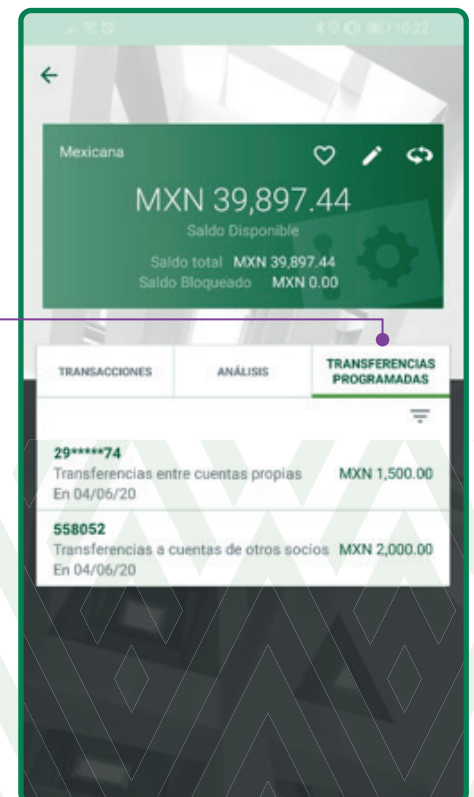 10:22
Mexicana
MXN 39,897.44
Saldo Disponible
Saldo total MXN 39,897.44
Saldo Bloqueado MXN 0.00
TRANSACCIONES
ANÁLISIS
TRANSFERENCIAS
PROGRAMADAS
29*****74
Transferencias entre cuentas propias MXN 1,500.00
En 04/06/20
558052
Transferencias a cuentas de otros socios MXN 2,000.00
En 04/06/20